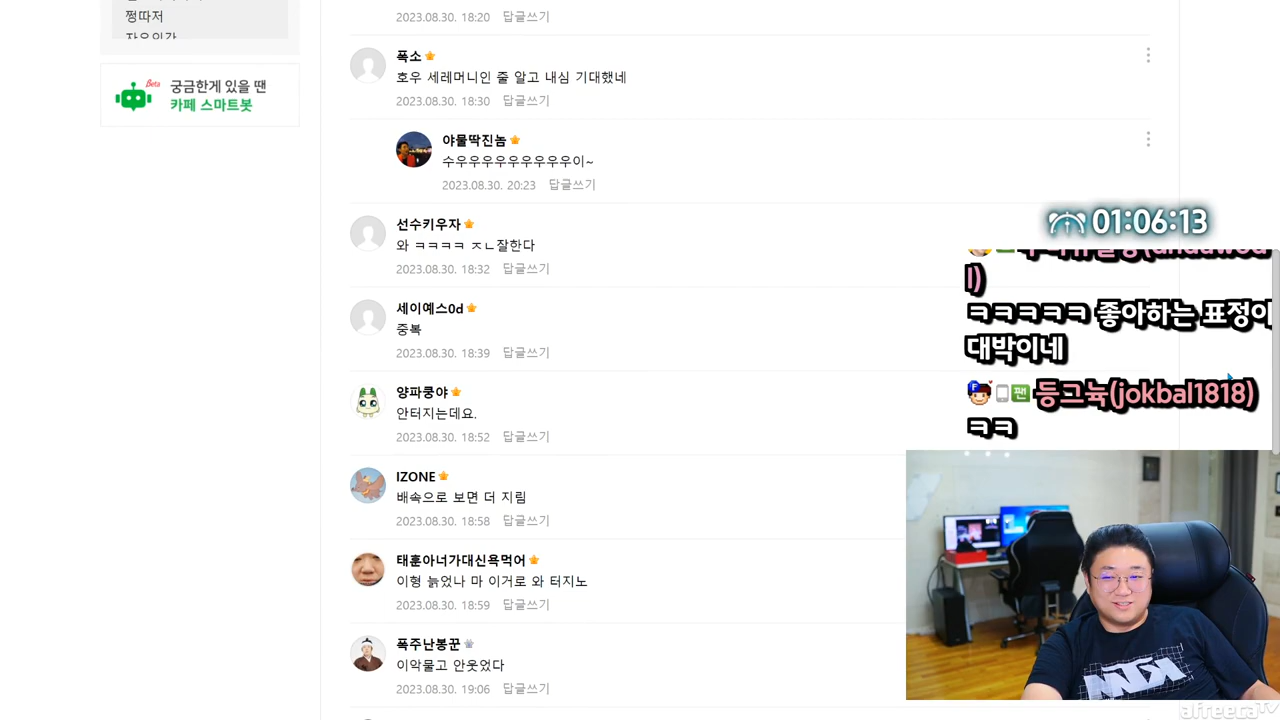 쩡따저
자유인간
Beta
궁금한게 있을 땐
카페 스마트봇
2023.08.30. 18:20 답글쓰기
폭소
호우 세레머니인 줄 알고 내심 기대했네
2023.08.30. 18:30 답글쓰기
야물딱진놈
수우우우우우우우우우이~
2023.08.30. 20:23 답글쓰기
선수키우자
와 ㅋㅋㅋㅋ ㅈㄴ잘한다
2023.08.30. 18:32 답글쓰기
세이예스0d
중복
2023.08.30. 18:39 답글쓰기
양파쿵야
안터지는데요.
2023.08.30. 18:52 답글쓰기
IZONE
배속으로 보면 더 지림
2023.08.30. 18:58 답글쓰기
태훈아너가대신욕먹어
이형 늙었나 마 이거로 와 터지노
2023.08.30. 18:59 답글쓰기
폭주난봉꾼
이악물고 안웃었다
2023.08.30. 19:06 답글쓰기
01:06:13
l)
ㅋㅋㅋㅋㅋ 좋아하는 표정이
대박이네
F 팬 등그눅(jokbal1818)
ㅋㅋ
afreecaTV